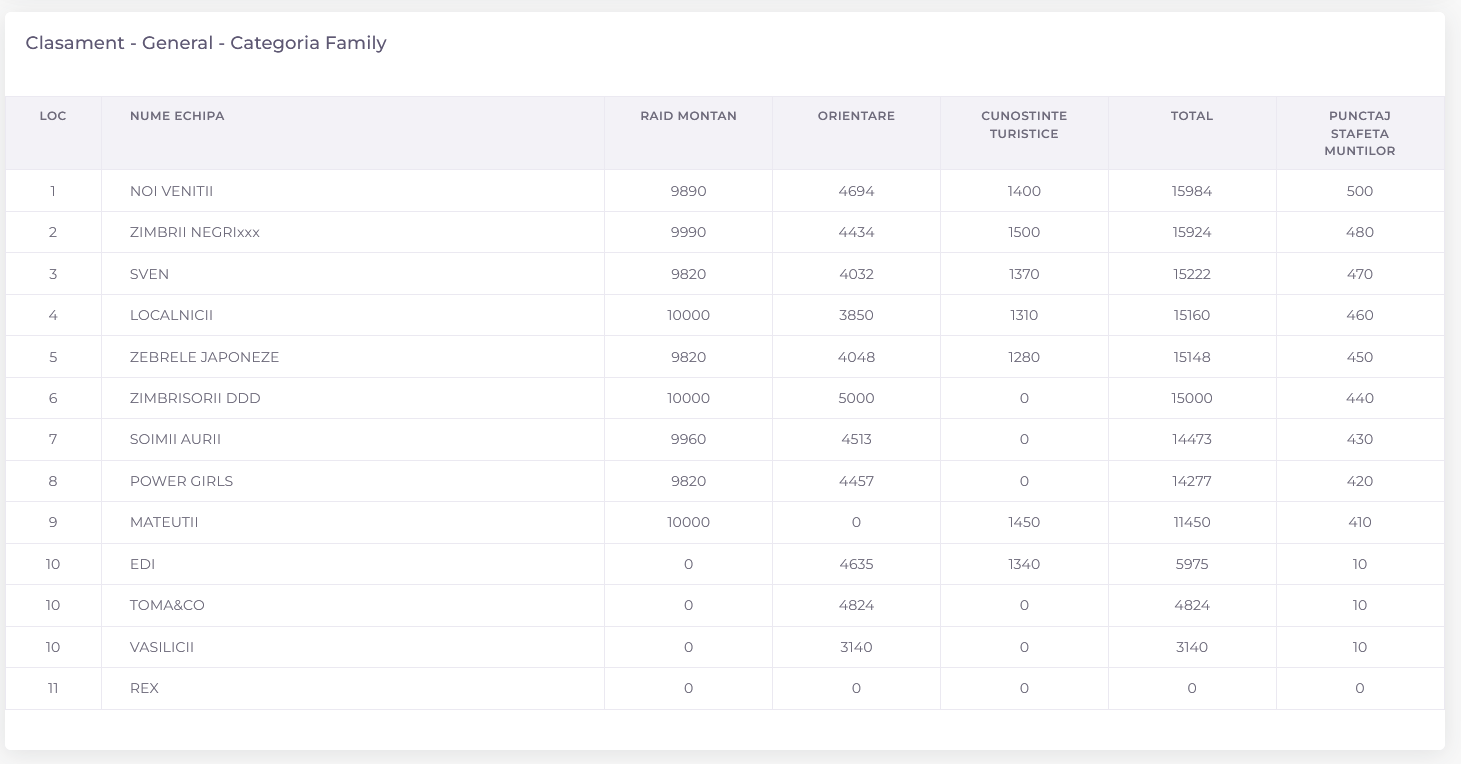 Clasament - General - Categoria Family
LOC NUME ECHIPA RAID MONTAN ORIENTARE CUNOSTINTE TURISTICE TOTAL PUNCTAJ STAFETA MUNTILOR
1 NOI VENITII 9890 4694 1400 15984 500
2 ZIMBRII NEGRIxxx 9990 4434 1500 15924 480
3 SVEN 9820 4032 1370 15222 470
4 LOCALNICII 10000 3850 1310 15160 460
5 ZEBRELE JAPONEZE 9820 4048 1280 15148 450
6 ZIMBRISORII DDD 10000 5000 0 15000 440
7 SOIMII AURII 9960 4513 0 14473 430
8 POWER GIRLS 9820 4457 0 14277 420
9 MATEUTII 10000 0 1450 11450 410
10 EDI 0 4635 1340 5975 10
10 TOMA&CO 0 4824 0 4824 10
10 VASILICII 0 3140 0 3140 10
11 REX 0 0 0 0 0